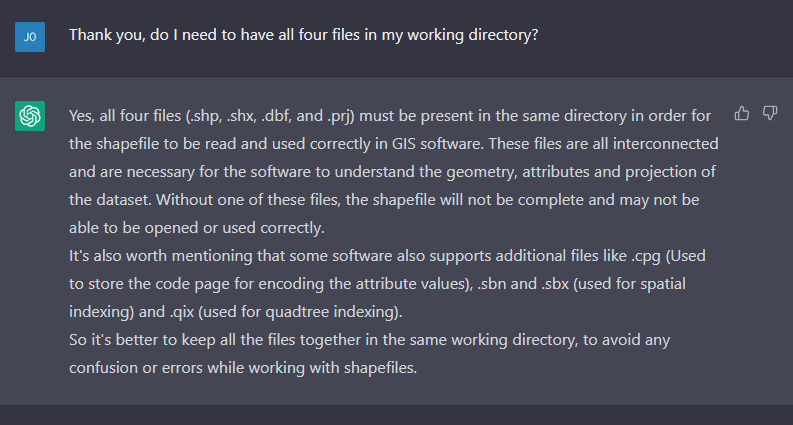 JO
Thank you, do I need to have all four files in my working directory?
Yes, all four files (.shp, .shx, .dbf, and .prj) must be present in the same directory in order for
the shapefile to be read and used correctly in GIS software. These files are all interconnected
and are necessary for the software to understand the geometry, attributes and projection of
the dataset. Without one of these files, the shapefile will not be complete and may not be
able to be opened or used correctly.
It's also worth mentioning that some software also supports additional files like .cpg (Used
to store the code page for encoding the attribute values), .sbn and .sbx (used for spatial
indexing) and .qix (used for quadtree indexing).
So it's better to keep all the files together in the same working directory, to avoid any
confusion or errors while working with shapefiles.